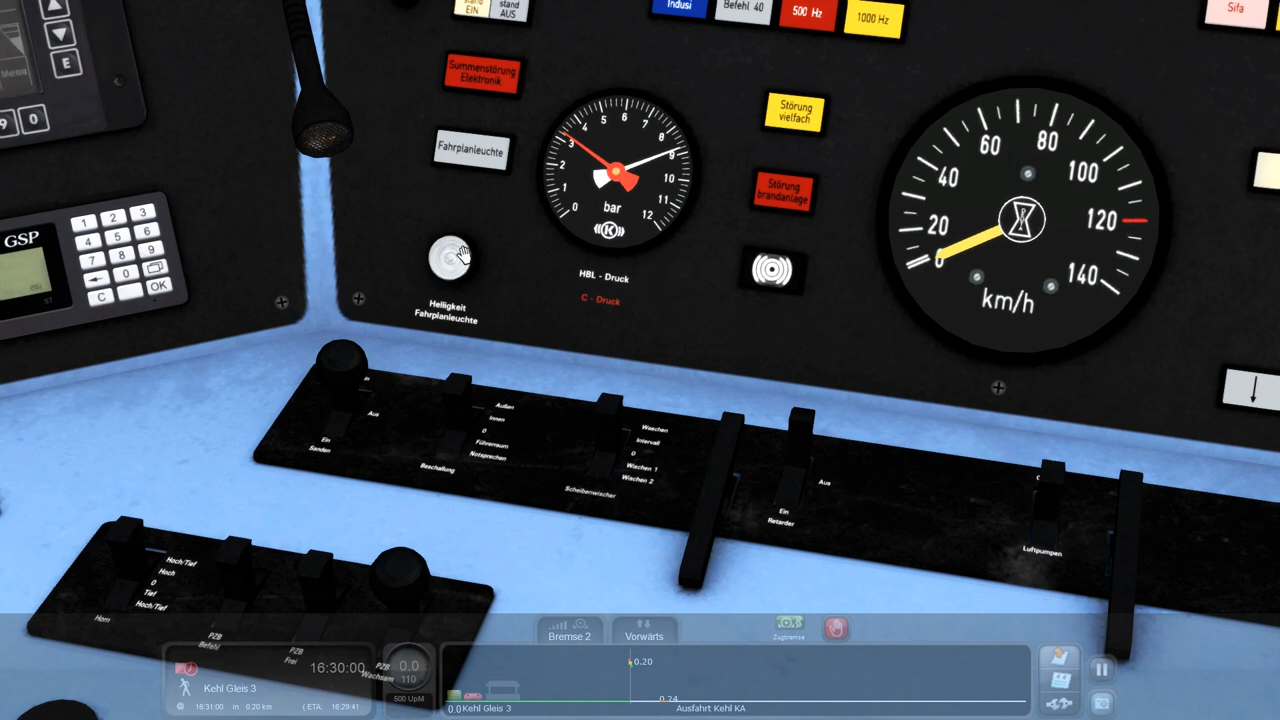 stand
EIN
stand
AUS
Indusi
Befehl 40
500 Hz
1000 Hz
Sifa
E
Menu
9 0
Summenstörung
Elektronik
Fahrplanleuchte
0 1 2 3 4 5 6 7 8 9 10 11 12
bar
K
HBL - Druck
C - Druck
Störung
vielfach
Störung
brandanlage
0 20 40 60 80 100 120 140
km/h
GSP
ST
1 2 3
4 5 6
7 8 9
0
C OK
Helligkeit
Fahrplanleuchte
Aus
Ein
Sanden
Außen
Innen
0
Führerraum
Notsprechen
Beschallung
Waschen
Intervall
0
Wischen 1
Wischen 2
Scheibenwischer
Aus
Ein
Retarder
Luftpumpen
Hoch/Tief
Hoch
0
Tief
Hoch/Tief
Horn
PZB
Befehl
PZB
Frei
PZB
Wachsam
Bremse 2
Vorwärts
Zugbremse
16:30:00
Kehl Gleis 3
@ 16:31:00 in 0.20 km ( ETA: 16:29:41
0.0
110
500 UpM
0.20
0.24
0.0 Kehl Gleis 3
Ausfahrt Kehl KA